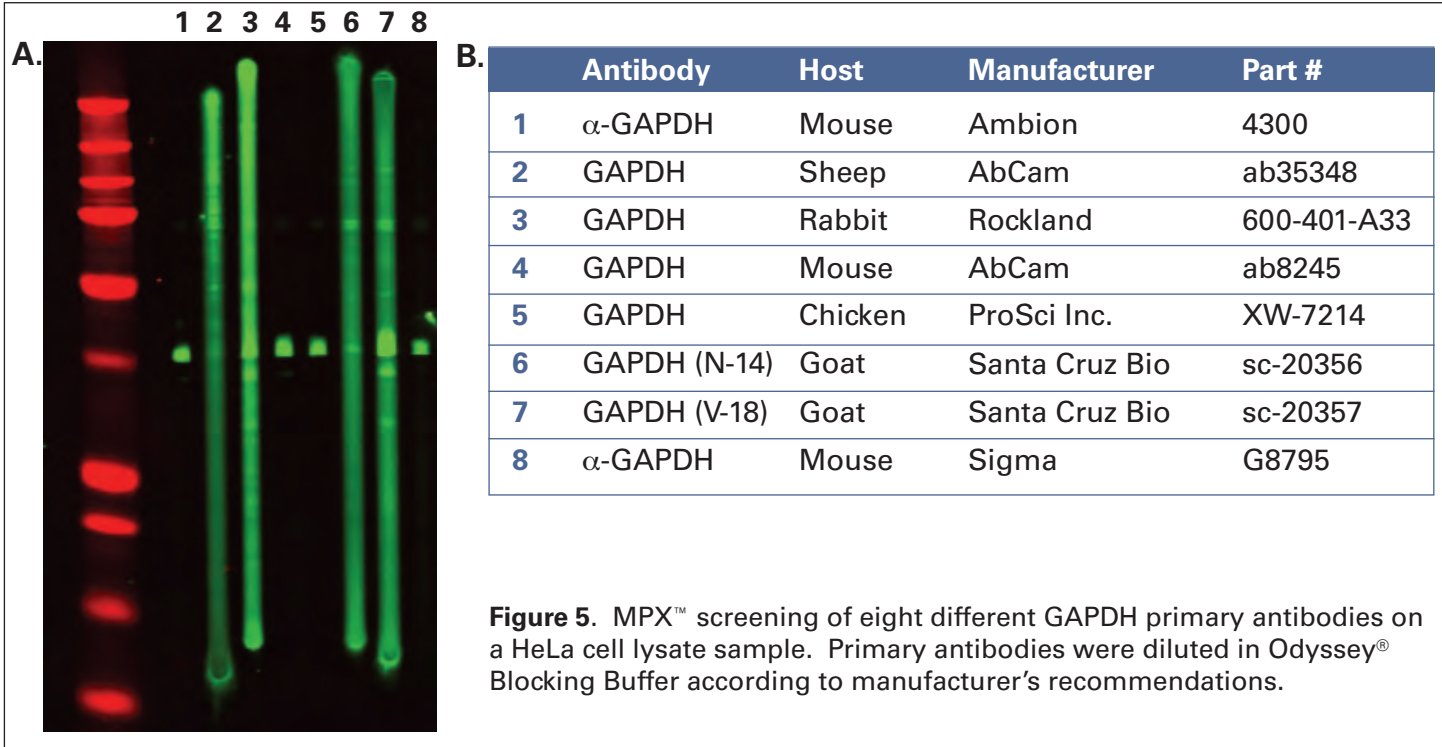 1 2 3 4 5 6 7 8
A.
B.
Antibody Host Manufacturer Part #
1 α-GAPDH Mouse Ambion 4300
2 GAPDH Sheep AbCam ab35348
3 GAPDH Rabbit Rockland 600-401-A33
4 GAPDH Mouse AbCam ab8245
5 GAPDH Chicken ProSci Inc. XW-7214
6 GAPDH (N-14) Goat Santa Cruz Bio sc-20356
7 GAPDH (V-18) Goat Santa Cruz Bio sc-20357
8 α-GAPDH Mouse Sigma G8795
Figure 5. MPX™ screening of eight different GAPDH primary antibodies on
a HeLa cell lysate sample. Primary antibodies were diluted in Odyssey®
Blocking Buffer according to manufacturer's recommendations.